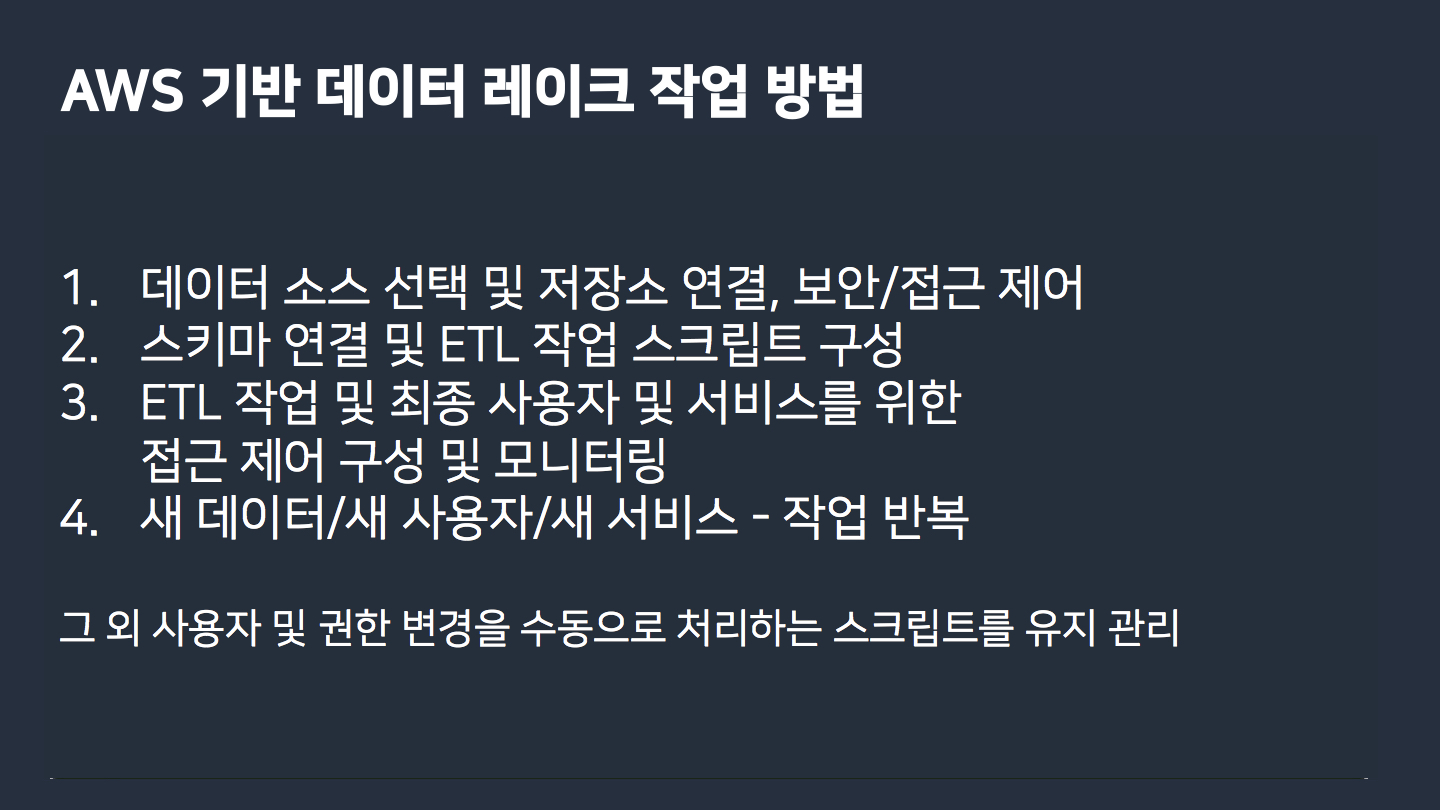 AWS 기반 데이터 레이크 작업 방법
1. 데이터 소스 선택 및 저장소 연결, 보안/접근 제어
2. 스키마 연결 및 ETL 작업 스크립트 구성
3. ETL 작업 및 최종 사용자 및 서비스를 위한
접근 제어 구성 및 모니터링
4. 새 데이터/새 사용자/새 서비스 - 작업 반복
그 외 사용자 및 권한 변경을 수동으로 처리하는 스크립트를 유지 관리